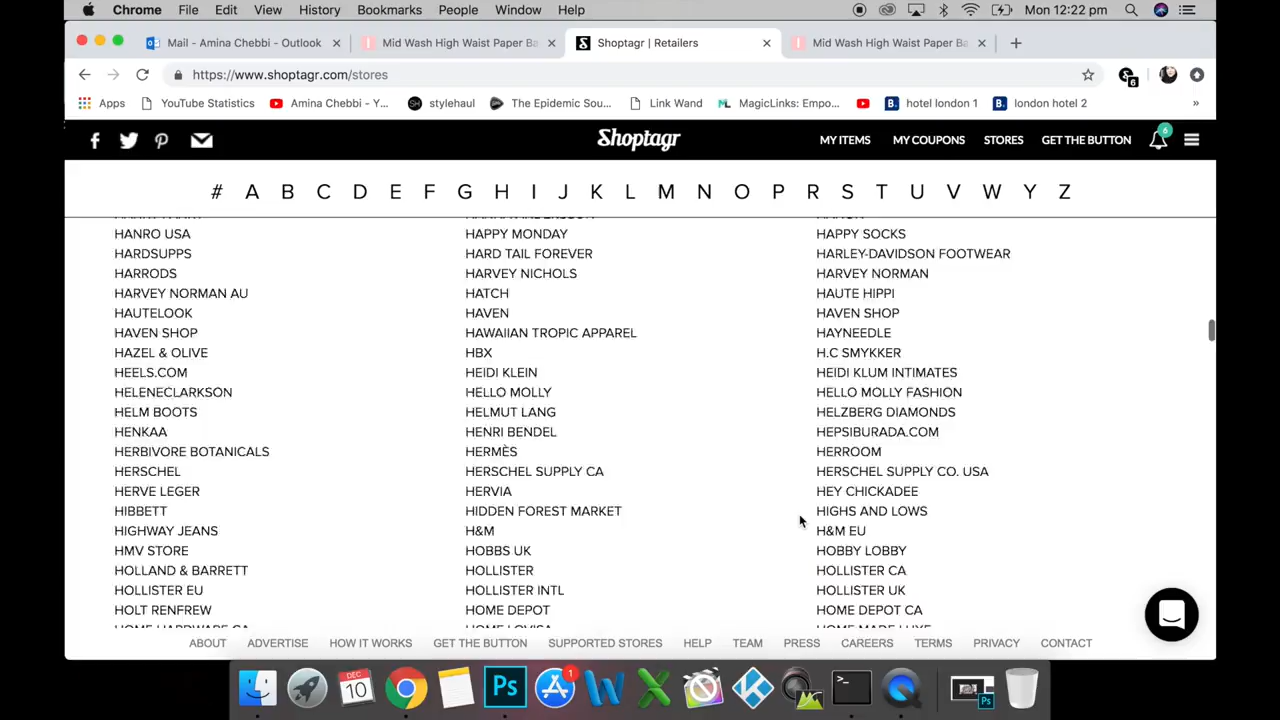 Chrome File Edit View History Bookmarks People Window Help Mon 12:22 pm
Mail - Amina Chebbi - Outlook Mid Wash High Waist Paper Ba Shoptagr | Retailers Mid Wash High Waist Paper Ba
https://www.shoptagr.com/stores
6
Apps YouTube Statistics Amina Chebbi - Y... stylehaul The Epidemic Sou... Link Wand MagicLinks: Empo... hotel london 1 london hotel 2 »
Shoptagr MY ITEMS MY COUPONS STORES GET THE BUTTON 6
# A B C D E F G H I J K L M N O P R S T U V W Y Z
HANRO USA HAPPY MONDAY HAPPY SOCKS
HARDSUPPS HARD TAIL FOREVER HARLEY-DAVIDSON FOOTWEAR
HARRODS HARVEY NICHOLS HARVEY NORMAN
HARVEY NORMAN AU HATCH HAUTE HIPPI
HAUTELOOK HAVEN HAVEN SHOP
HAVEN SHOP HAWAIIAN TROPIC APPAREL HAYNEEDLE
HAZEL & OLIVE HBX H.C SMYKKER
HEELS.COM HEIDI KLEIN HEIDI KLUM INTIMATES
HELENECLARKSON HELLO MOLLY HELLO MOLLY FASHION
HELM BOOTS HELMUT LANG HELZBERG DIAMONDS
HENKAA HENRI BENDEL HEPSIBURADA.COM
HERBIVORE BOTANICALS HERMÈS HERROOM
HERSCHEL HERSCHEL SUPPLY CA HERSCHEL SUPPLY CO. USA
HERVE LEGER HERVIA HEY CHICKADEE
HIBBETT HIDDEN FOREST MARKET HIGHS AND LOWS
HIGHWAY JEANS H&M H&M EU
HMV STORE HOBBS UK HOBBY LOBBY
HOLLAND & BARRETT HOLLISTER HOLLISTER CA
HOLLISTER EU HOLLISTER INTL HOLLISTER UK
HOLT RENFREW HOME DEPOT HOME DEPOT CA
ABOUT ADVERTISE HOW IT WORKS GET THE BUTTON SUPPORTED STORES HELP TEAM PRESS CAREERS TERMS PRIVACY CONTACT
DEC 10 Ps 1 Ps